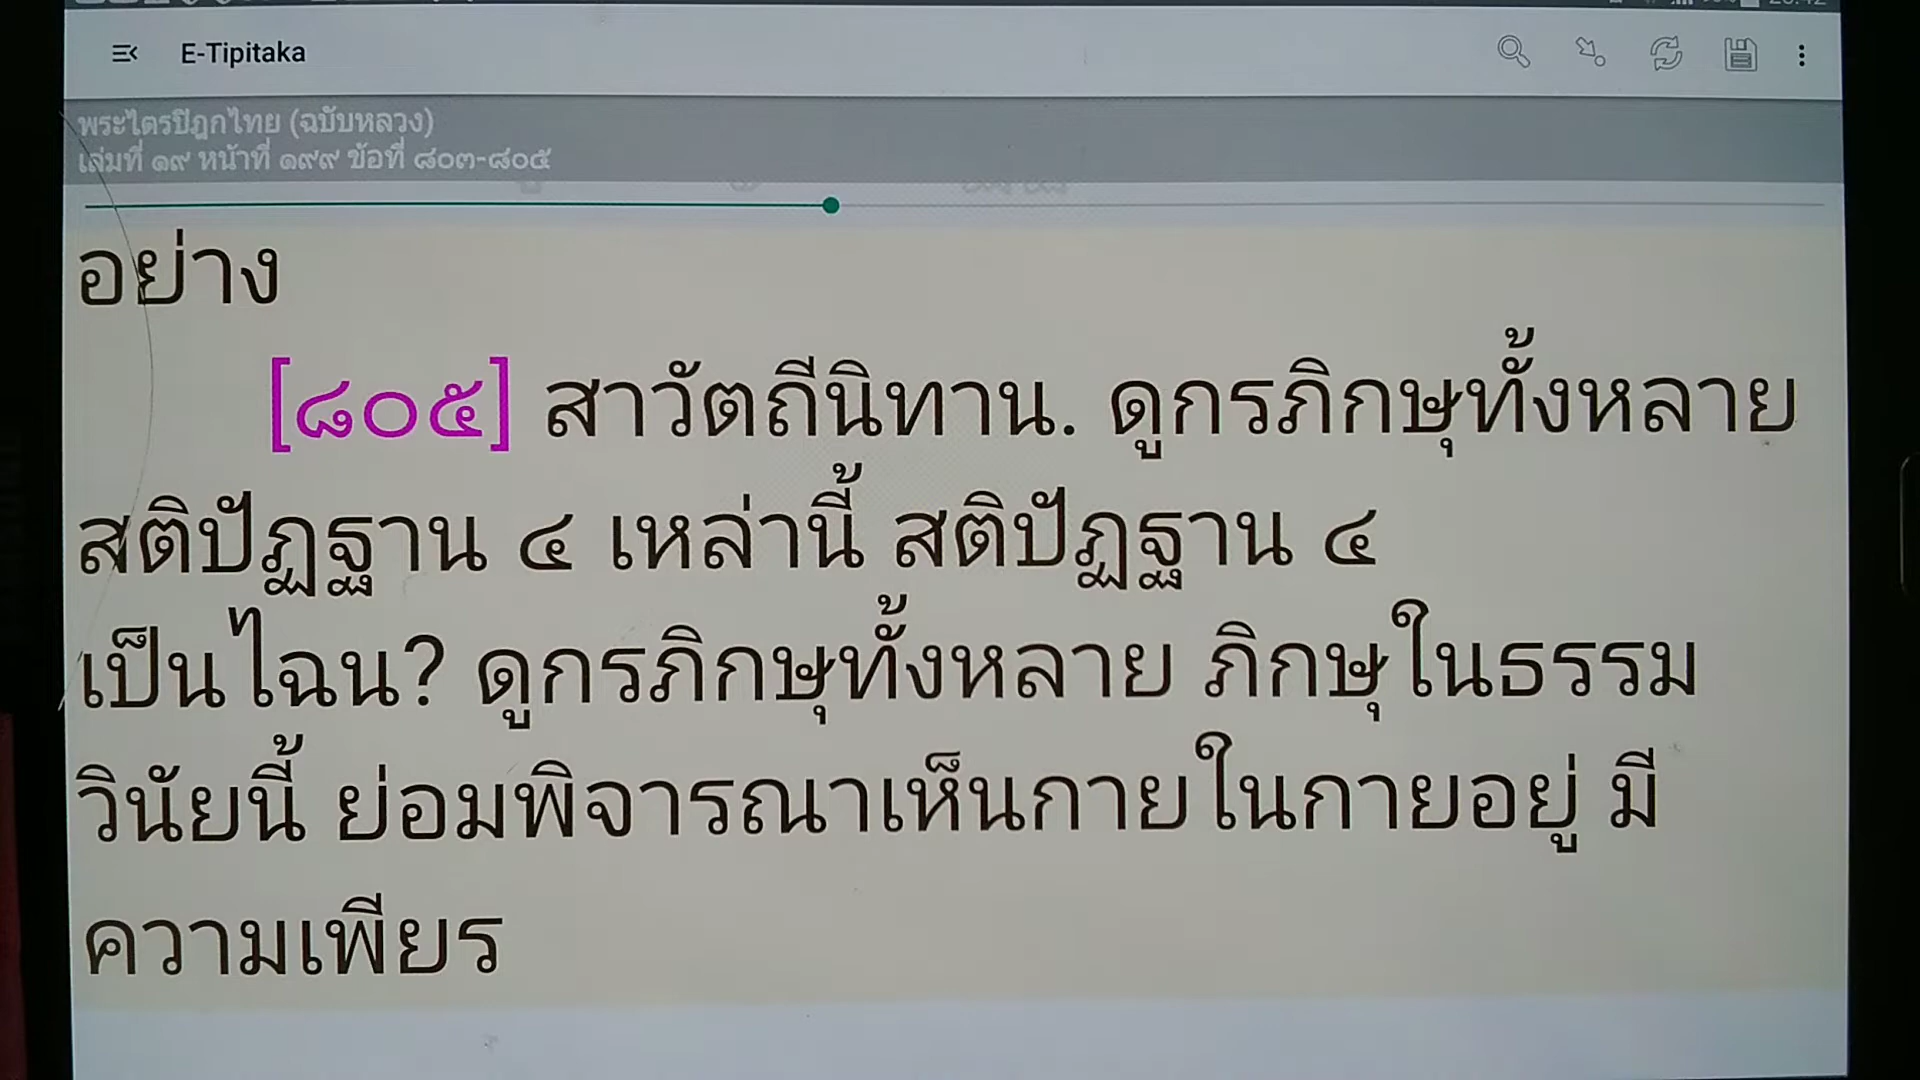 E-Tipitaka
พระไตรปิฎกไทย (ฉบับหลวง)
เล่มที่ ๑๙ หน้าที่ ๑๙๙ ข้อที่ ๘๐๓-๘๐๕
อย่าง
[๘๐๕] สาวัตถีนิทาน. ดูกรภิกษุทั้งหลาย
สติปัฏฐาน ๔ เหล่านี้ สติปัฏฐาน ๔
เป็นไฉน? ดูกรภิกษุทั้งหลาย ภิกษุในธรรม
วินัยนี้ ย่อมพิจารณาเห็นกายในกายอยู่ มี
ความเพียร